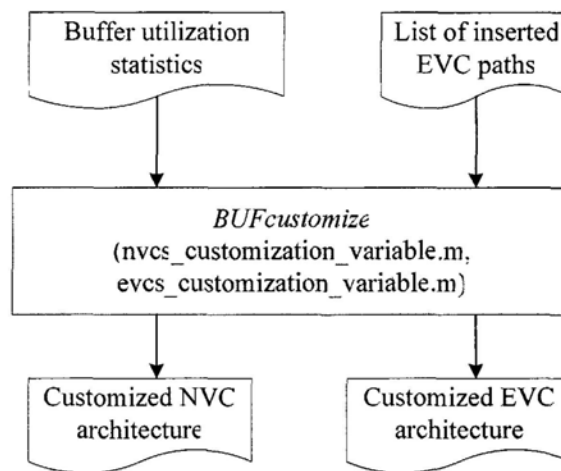 Buffer utilization
statistics
List of inserted
EVC paths
BUFcustomize
(nvcs_customization_variable.m,
evcs_customization_variable.m)
Customized NVC
architecture
Customized EVC
architecture